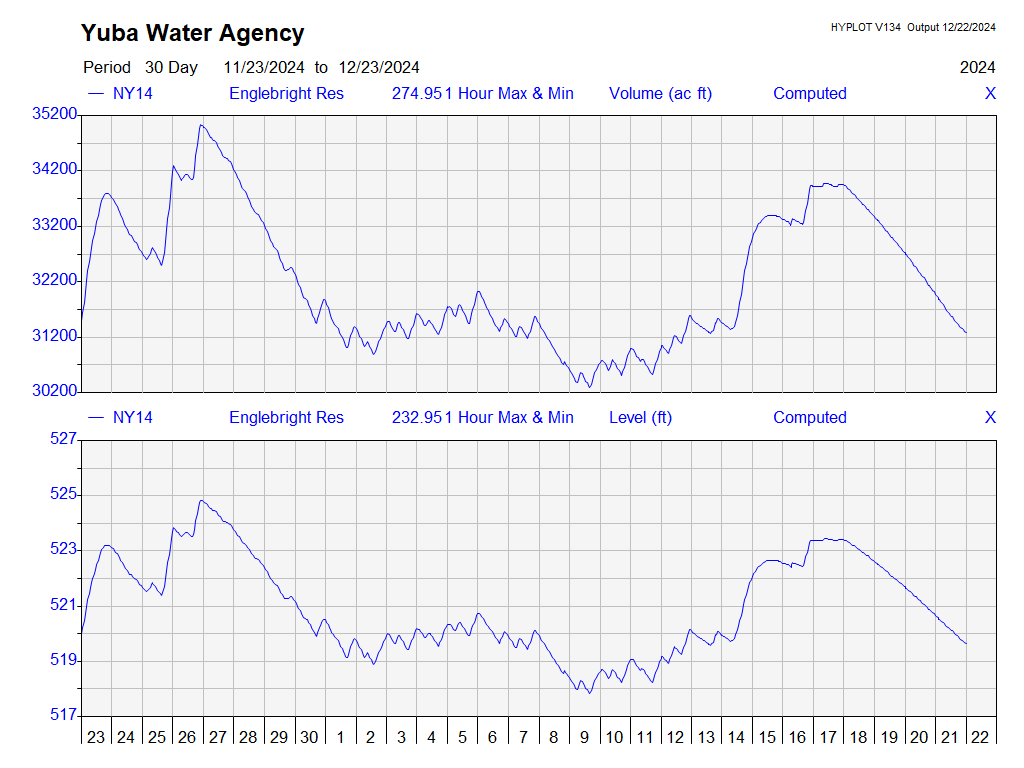 Yuba Water Agency
HYPLOT V134 Output 12/22/2024
Period 30 Day 11/23/2024 to 12/23/2024
2024
NY14 Englebright Res 274.951 Hour Max & Min Volume (ac ft) Computed X
35200
34200
33200
32200
31200
30200
NY14 Englebright Res 232.951 Hour Max & Min Level (ft) Computed X
527
525
523
521
519
517
23 24 25 26 27 28 29 30 1 2 3 4 5 6 7 8 9 10 11 12 13 14 15 16 17 18 19 20 21 22